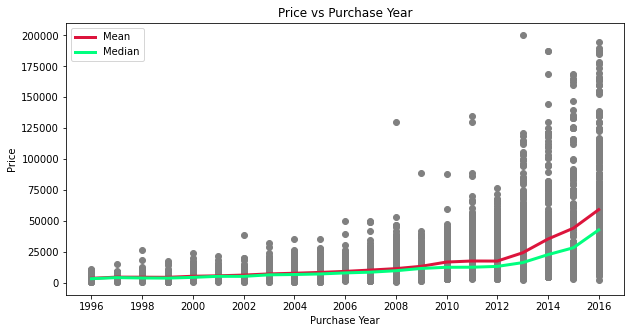 Price vs Purchase Year
Mean
Median
200000
175000
150000
125000
100000
75000
50000
25000
0
Price
1996 1998 2000 2002 2004 2006 2008 2010 2012 2014 2016
Purchase Year